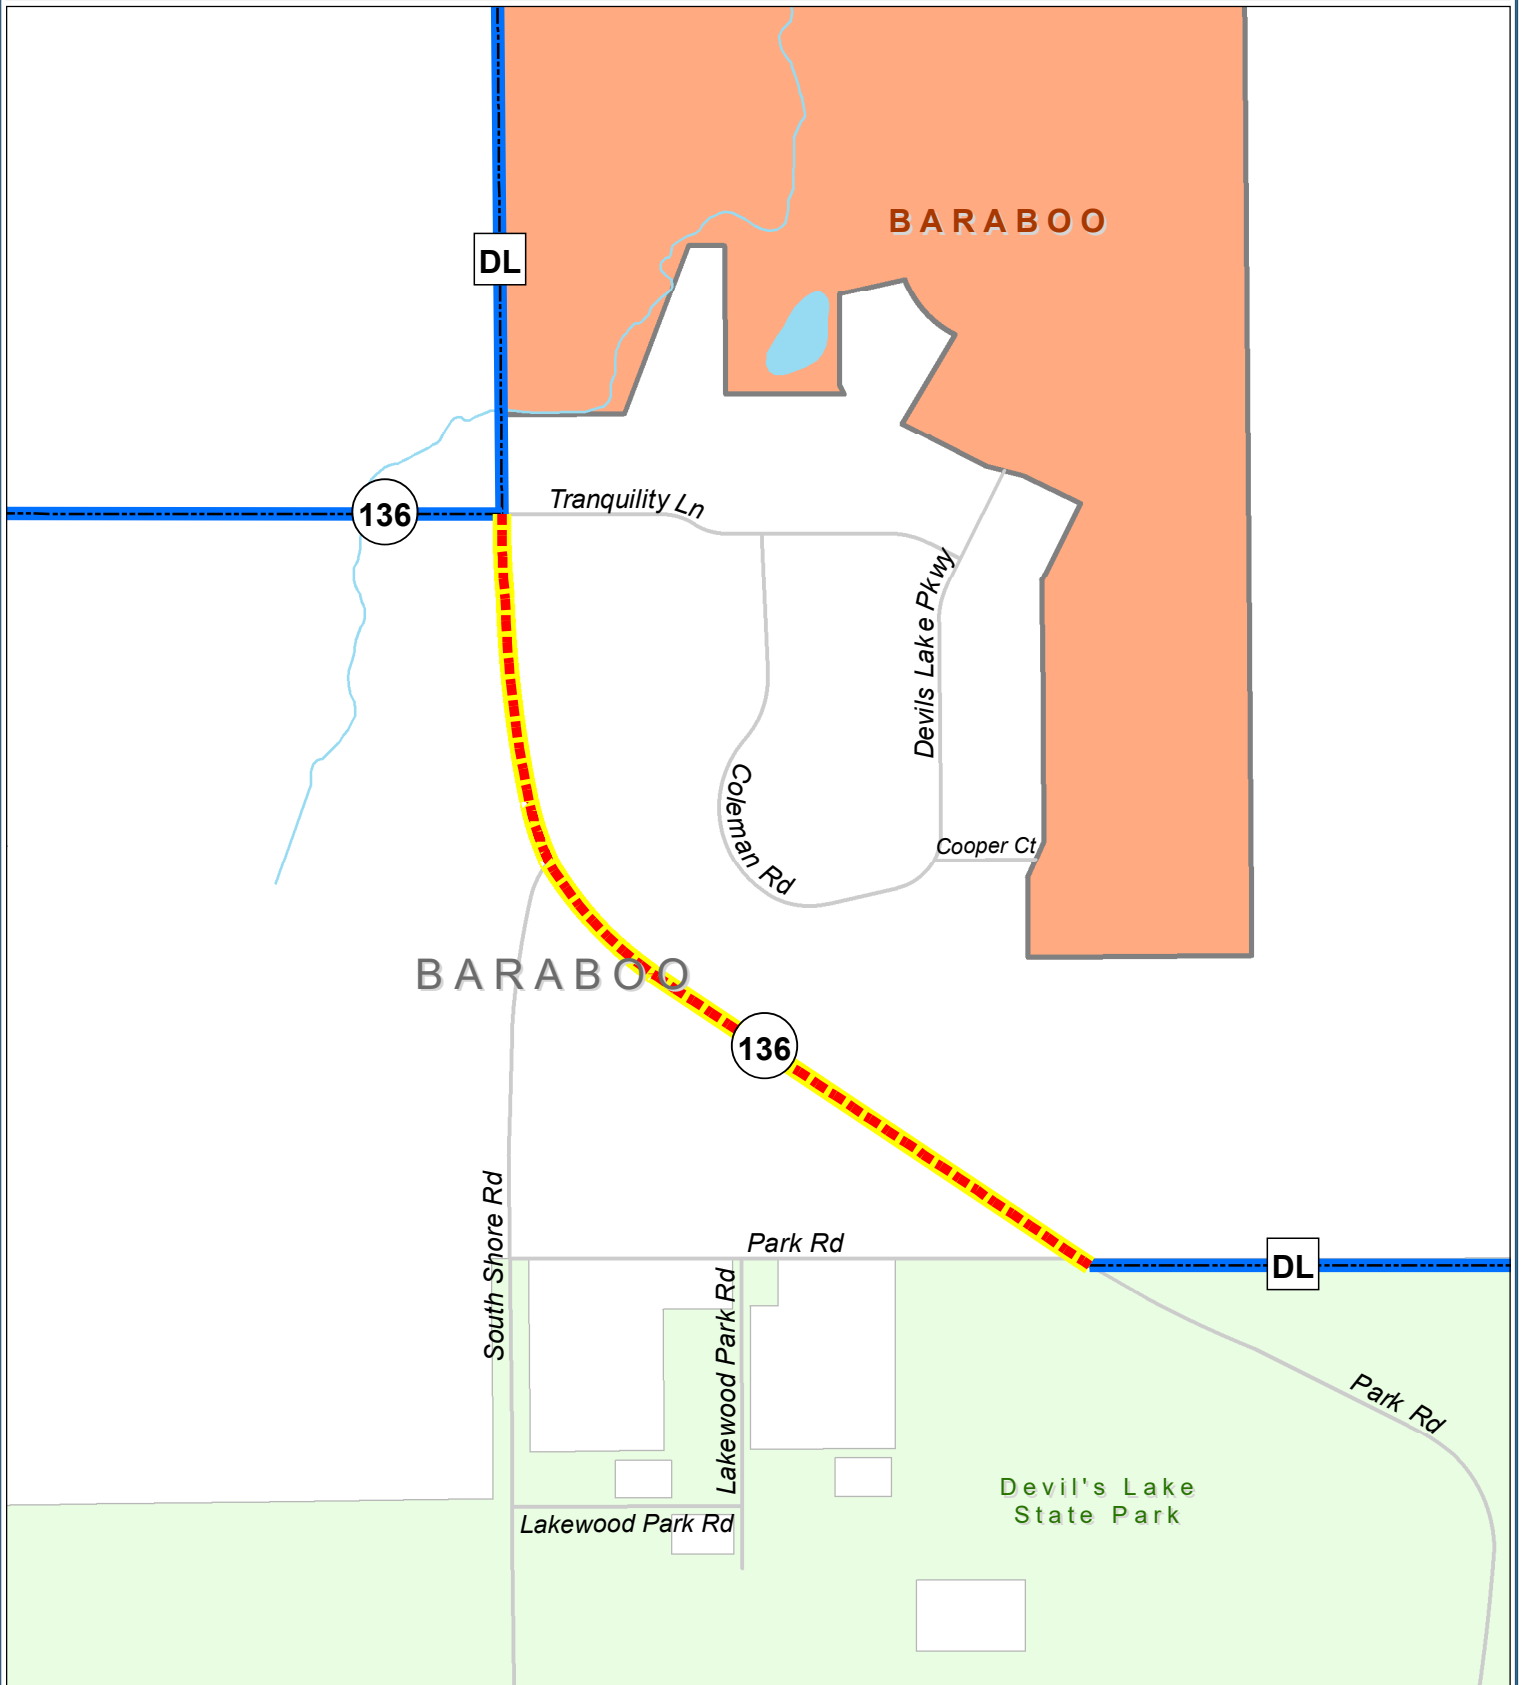 BARABOO
DL
136
Tranquility Ln
Devils Lake Pkwy
Coleman Rd
Cooper Ct
BARABOO
136
South Shore Rd
Park Rd
DL
Lakewood Park Rd
Park Rd
Devil's Lake
State Park
Lakewood Park Rd